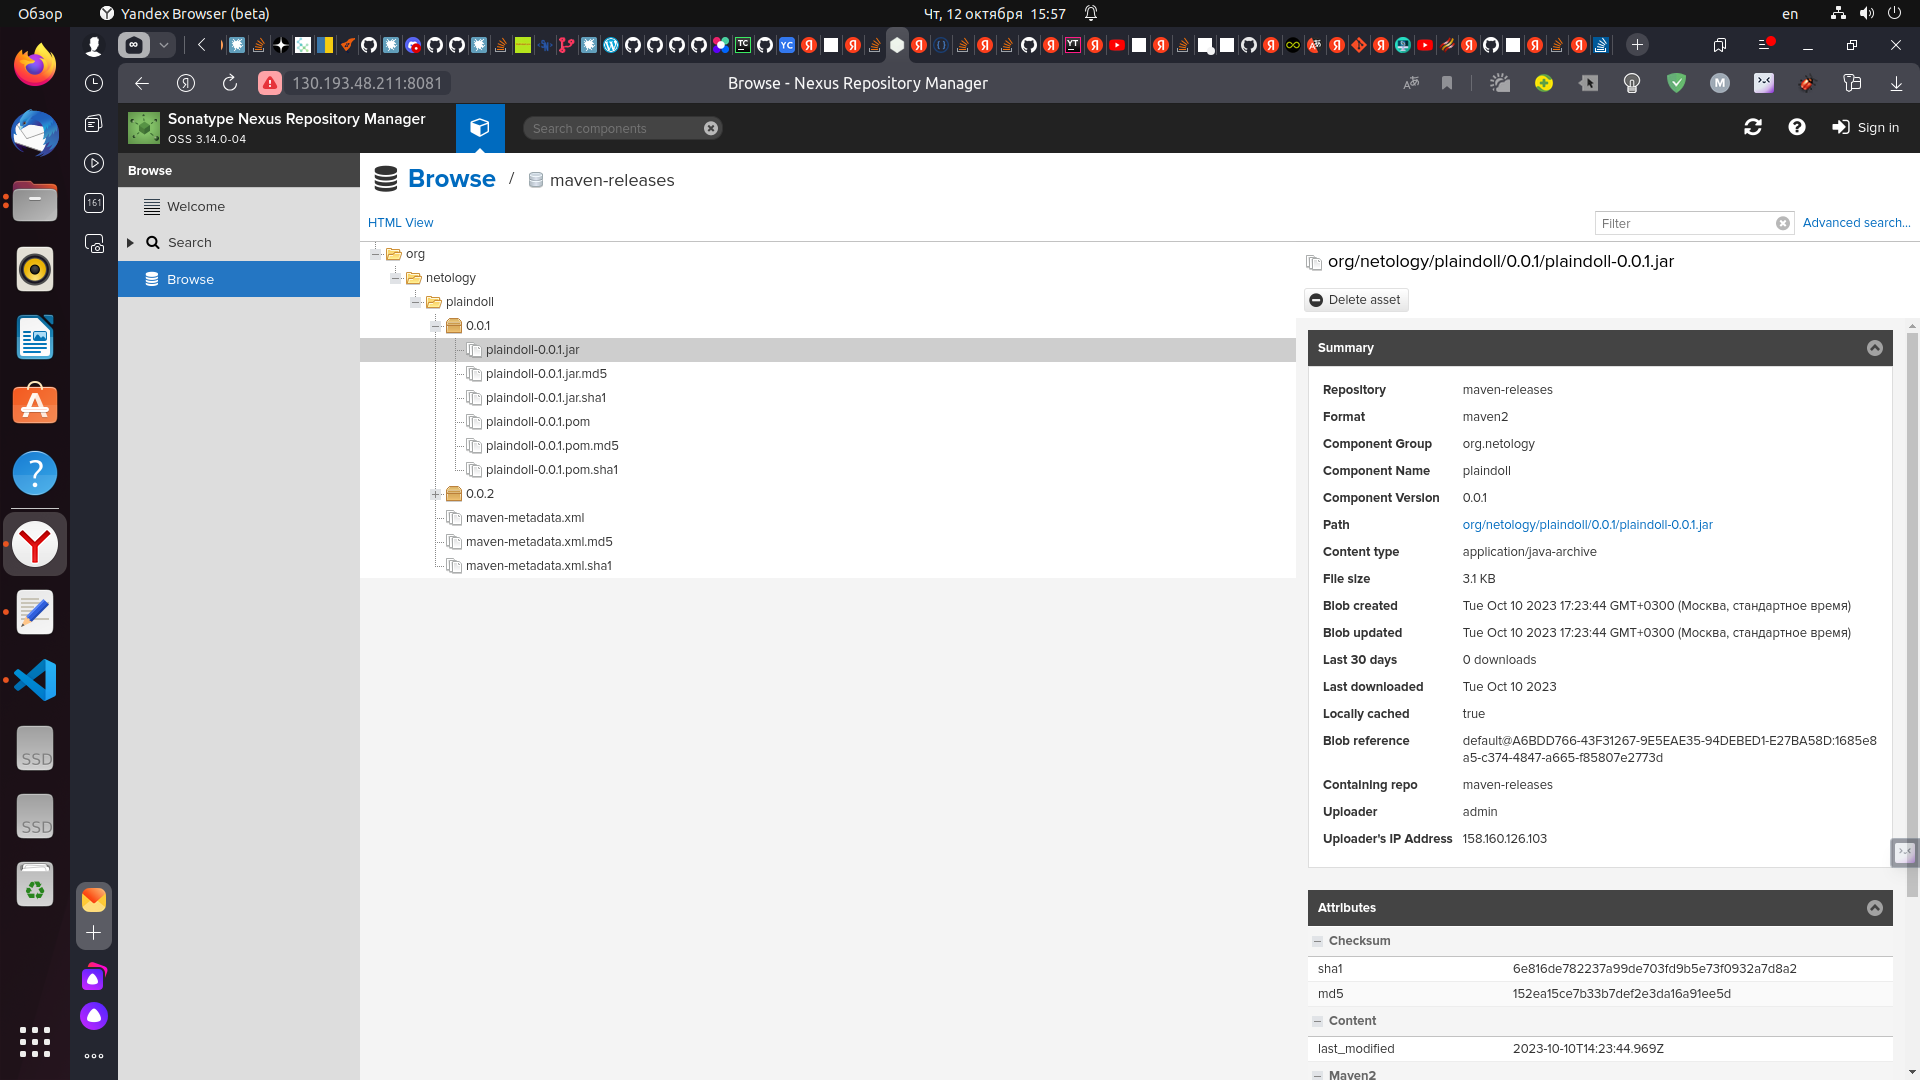 Обзор
Yandex Browser (beta)
Чт, 12 октября 15:57
en
130.193.48.211:8081
Browse - Nexus Repository Manager
161
Sonatype Nexus Repository Manager
OSS 3.14.0-04
Search components
Sign in
Browse
Welcome
Search
Browse
Browse / maven-releases
HTML View
Filter
Advanced search...
org
netology
plaindoll
0.0.1
plaindoll-0.0.1.jar
plaindoll-0.0.1.jar.md5
plaindoll-0.0.1.jar.sha1
plaindoll-0.0.1.pom
plaindoll-0.0.1.pom.md5
plaindoll-0.0.1.pom.sha1
0.0.2
maven-metadata.xml
maven-metadata.xml.md5
maven-metadata.xml.sha1
org/netology/plaindoll/0.0.1/plaindoll-0.0.1.jar
Delete asset
Summary
Repository maven-releases
Format maven2
Component Group org.netology
Component Name plaindoll
Component Version 0.0.1
Path org/netology/plaindoll/0.0.1/plaindoll-0.0.1.jar
Content type application/java-archive
File size 3.1 KB
Blob created Tue Oct 10 2023 17:23:44 GMT+0300 (Москва, стандартное время)
Blob updated Tue Oct 10 2023 17:23:44 GMT+0300 (Москва, стандартное время)
Last 30 days 0 downloads
Last downloaded Tue Oct 10 2023
Locally cached true
Blob reference default@A6BDD766-43F31267-9E5EAE35-94DEBED1-E27BA58D:1685e8
a5-c374-4847-a665-f85807e2773d
Containing repo maven-releases
Uploader admin
Uploader's IP Address 158.160.126.103
Attributes
Checksum
sha1 6e816de782237a99de703fd9b5e73f0932a7d8a2
md5 152ea15ce7b33b7def2e3da16a91ee5d
Content
last_modified 2023-10-10T14:23:44.969Z
Maven2
SSD
SSD